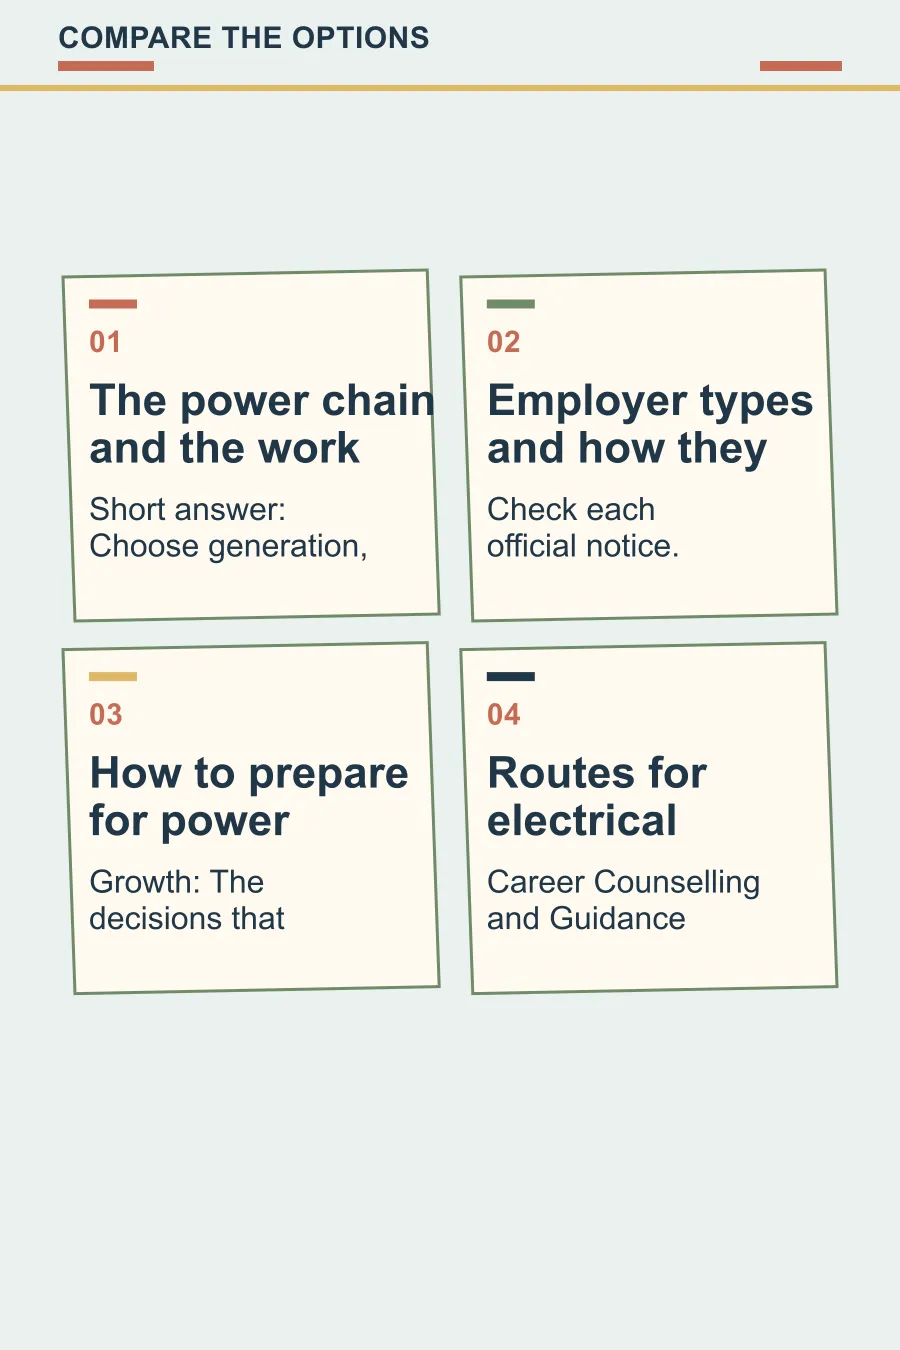 COMPARE THE OPTIONS
01
The power chain
and the work
Short answer:
Choose generation,
02
Employer types
and how they
Check each
official notice.
03
How to prepare
for power
Growth: The
decisions that
04
Routes for
electrical
Career Counselling
and Guidance